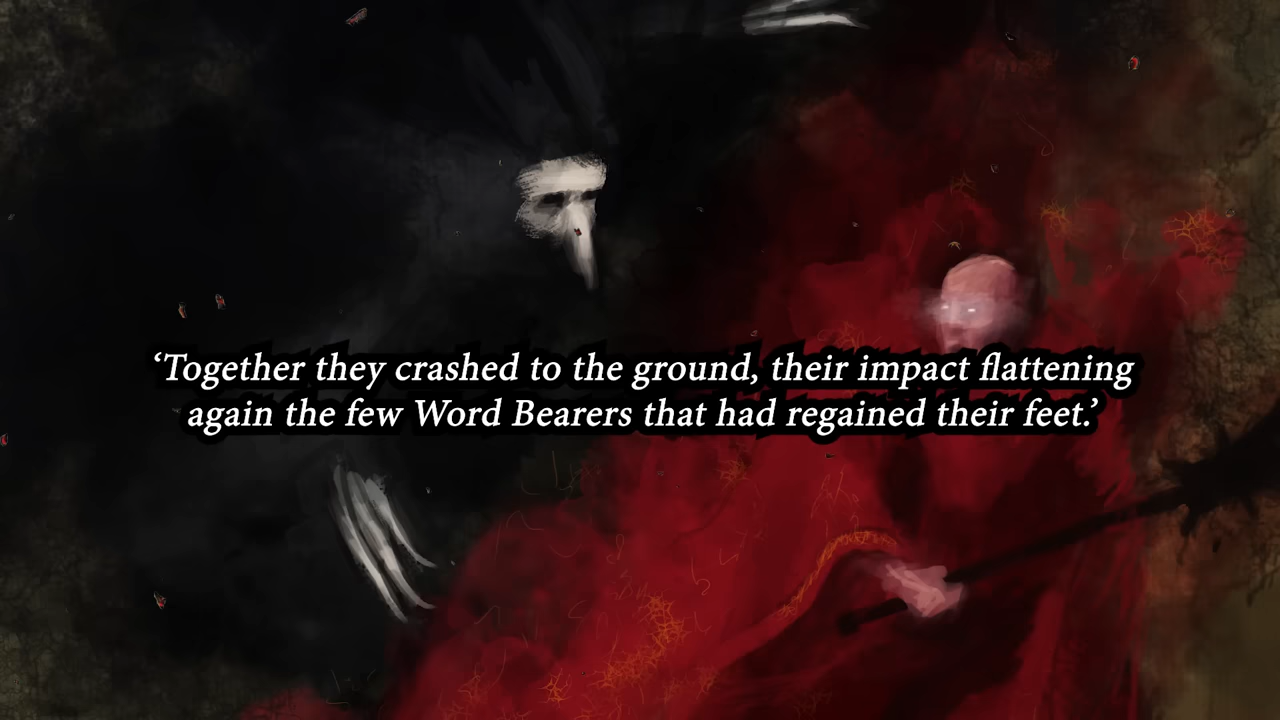 ‘Together they crashed to the ground, their impact flattening
again the few Word Bearers that had regained their feet.’